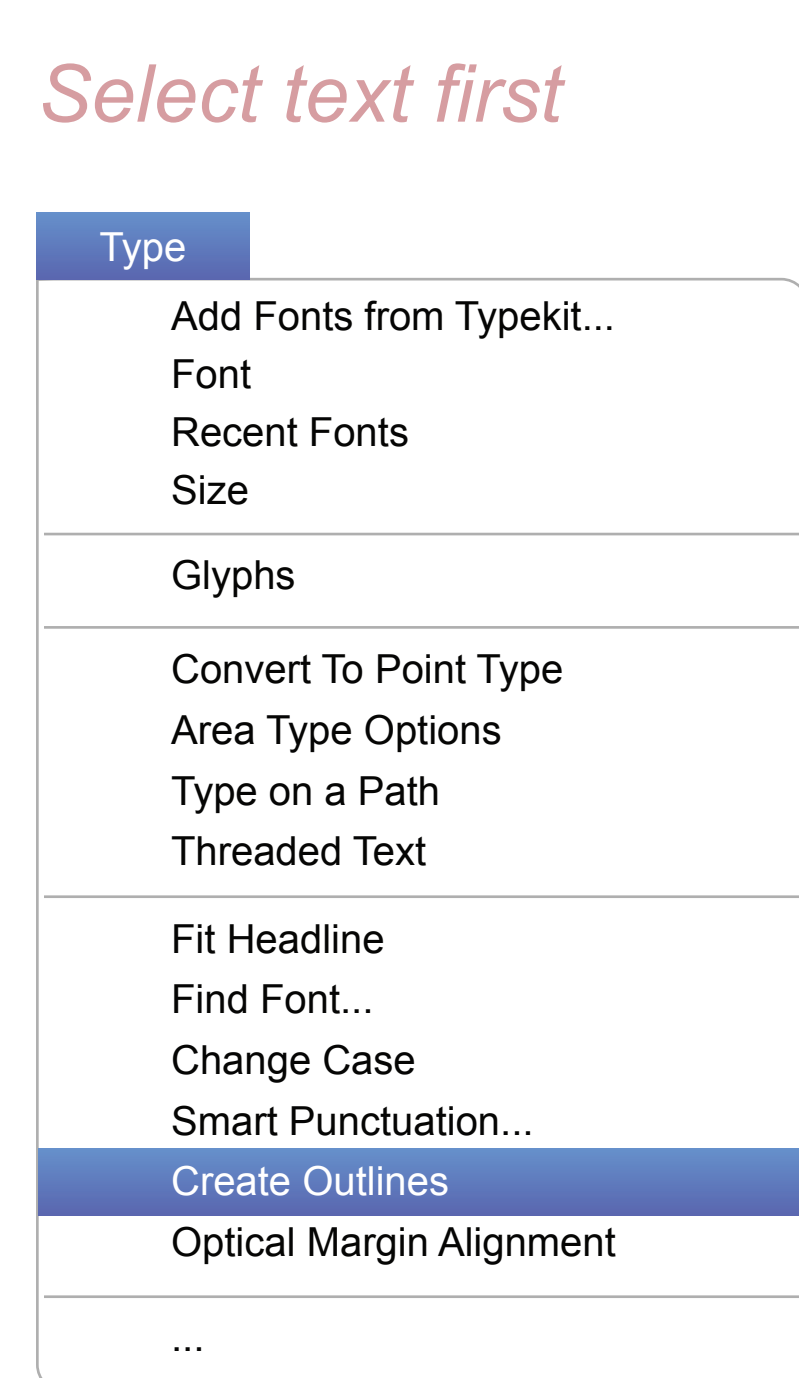 Select text first
Type
Add Fonts from Typekit...
Font
Recent Fonts
Size
Glyphs
Convert To Point Type
Area Type Options
Type on a Path
Threaded Text
Fit Headline
Find Font...
Change Case
Smart Punctuation...
Create Outlines
Optical Margin Alignment
...